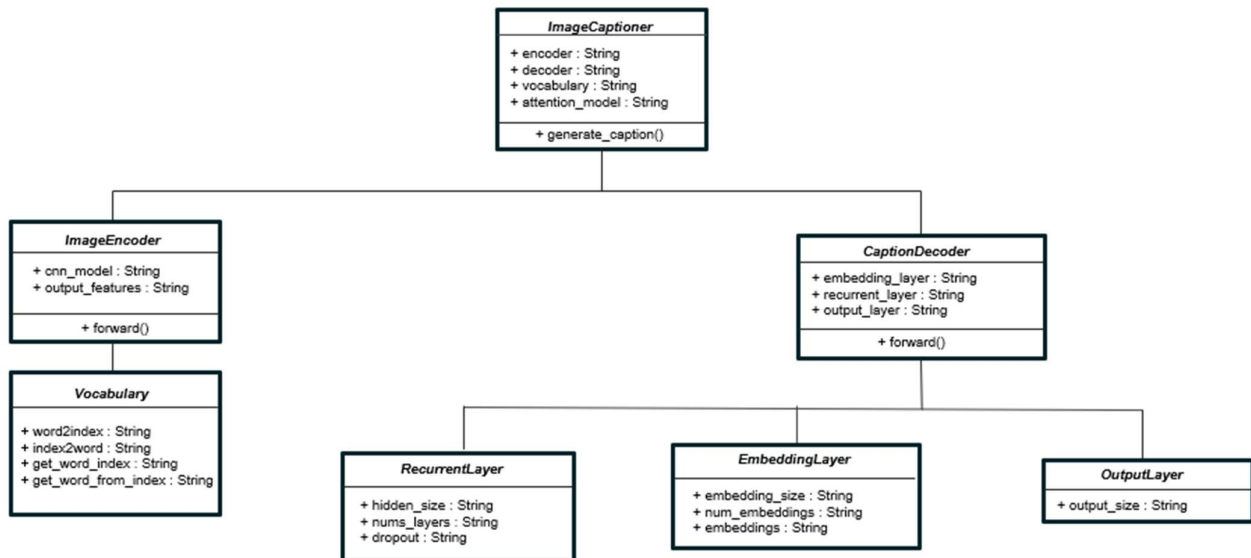 ImageCaptioner
+ encoder : String
+ decoder : String
+ vocabulary : String
+ attention_model : String
+ generate_caption()
ImageEncoder
+ cnn_model : String
+ output_features : String
+ forward()
CaptionDecoder
+ embedding_layer : String
+ recurrent_layer : String
+ output_layer : String
+ forward()
Vocabulary
+ word2index : String
+ index2word : String
+ get_word_index : String
+ get_word_from_index : String
RecurrentLayer
+ hidden_size : String
+ nums_layers : String
+ dropout : String
EmbeddingLayer
+ embedding_size : String
+ num_embeddings : String
+ embeddings : String
OutputLayer
+ output_size : String